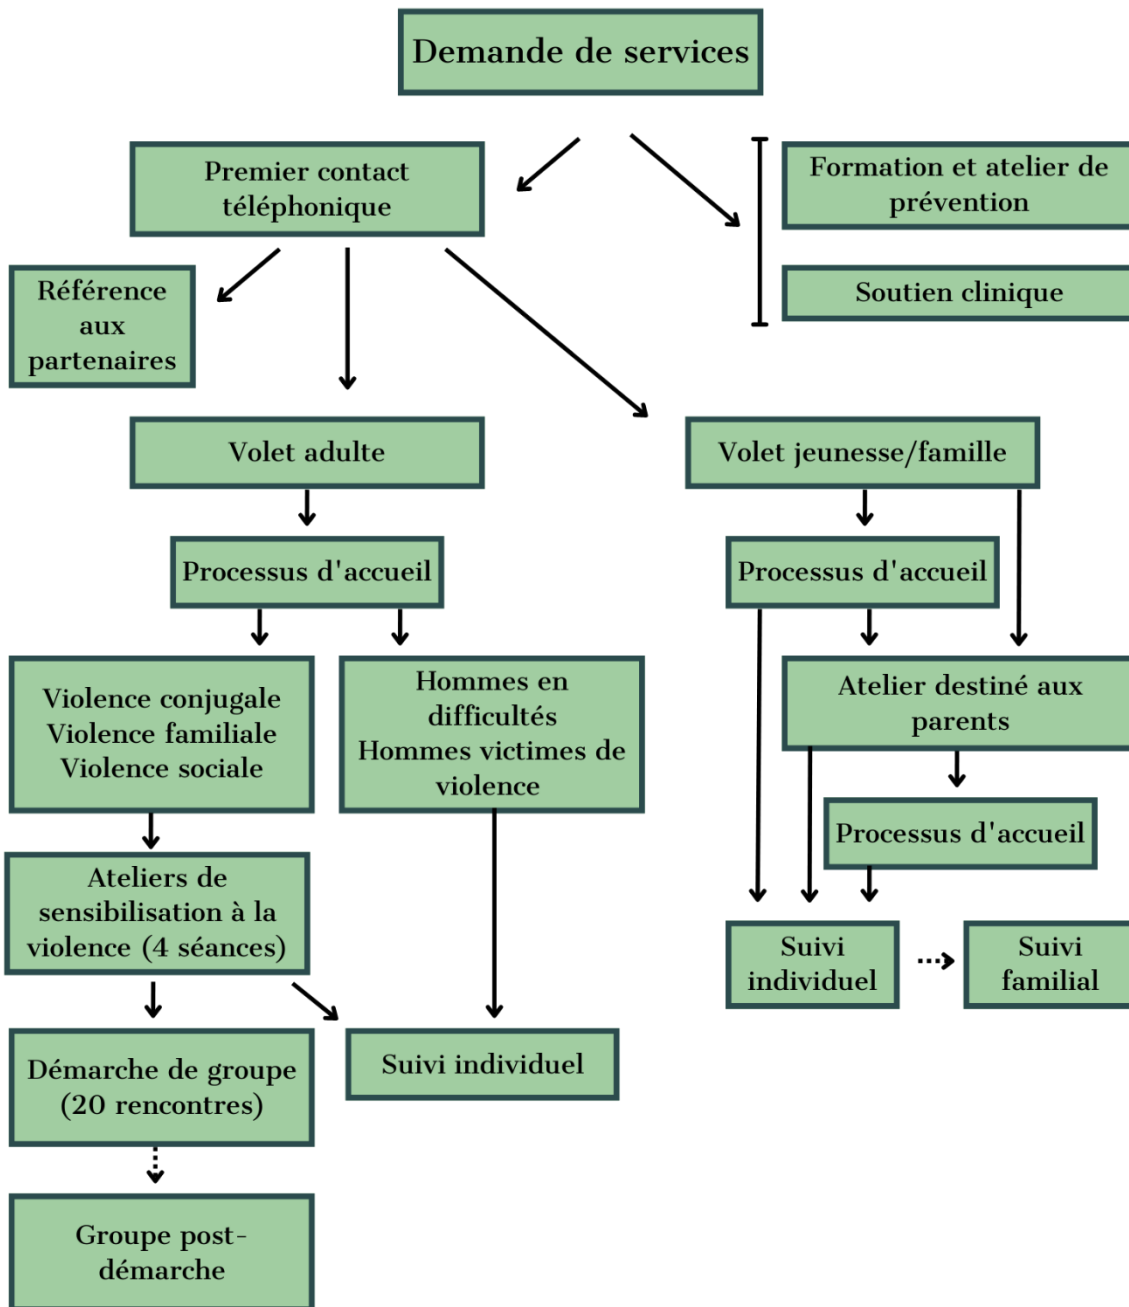 Demande de services
Premier contact
téléphonique
Formation et atelier de
prévention
Soutien clinique
Référence
aux
partenaires
Volet adulte
Volet jeunesse/famille
Processus d'accueil
Processus d'accueil
Violence conjugale
Violence familiale
Violence sociale
Hommes en
difficultés
Hommes victimes de
violence
Atelier destiné aux
parents
Processus d'accueil
Ateliers de
sensibilisation à la
violence (4 séances)
Suivi
individuel
Suivi
familial
Démarche de groupe
(20 rencontres)
Suivi individuel
Groupe post-
démarche